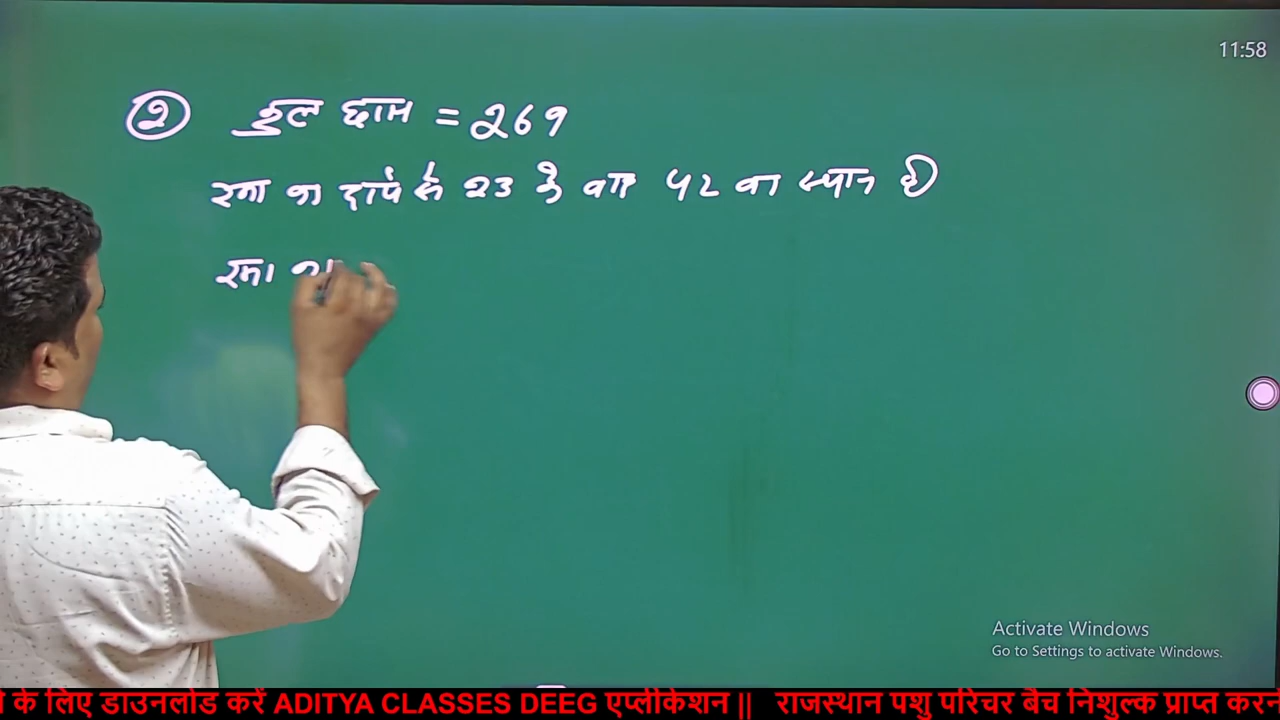 11:58
② कुल छात्र = 269
रमा का दायें से 23 के बाद 42 वा स्थान है
रमा का
Activate Windows
Go to Settings to activate Windows.
के लिए डाउनलोड करें ADITYA CLASSES DEEG एप्लीकेशन || राजस्थान पशु परिचर बैच निशुल्क प्राप्त करन